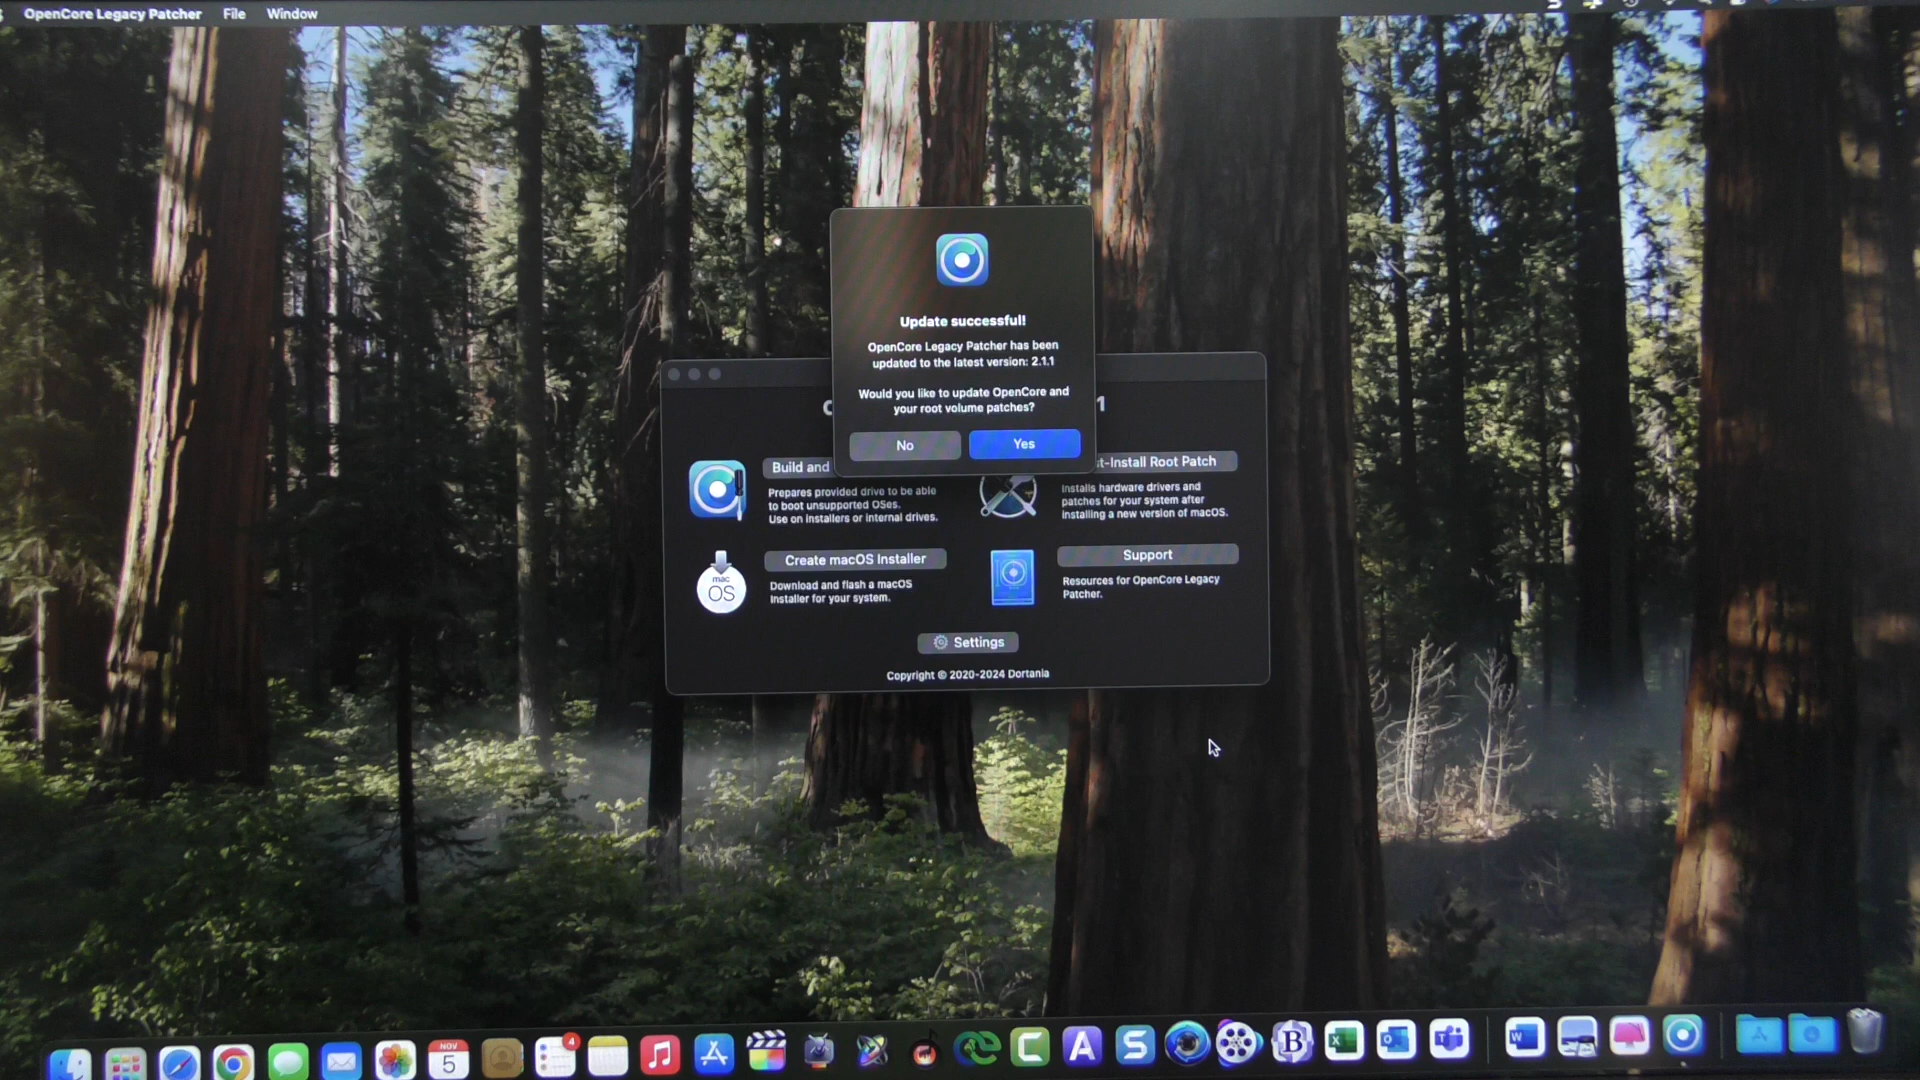 OpenCore Legacy Patcher File Window
Update successful!
OpenCore Legacy Patcher has been
updated to the latest version: 2.1.1
Would you like to update OpenCore and
your root volume patches?
No Yes
Build and
Prepares provided drive to be able
to boot unsupported OSes.
Use on installers or internal drives.
t-Install Root Patch
Installs hardware drivers and
patches for your system after
installing a new version of macOS.
mac
OS
Create macOS Installer
Download and flash a macOS
Installer for your system.
Support
Resources for OpenCore Legacy
Patcher.
Settings
Copyright © 2020-2024 Dortania
NOV
5
4